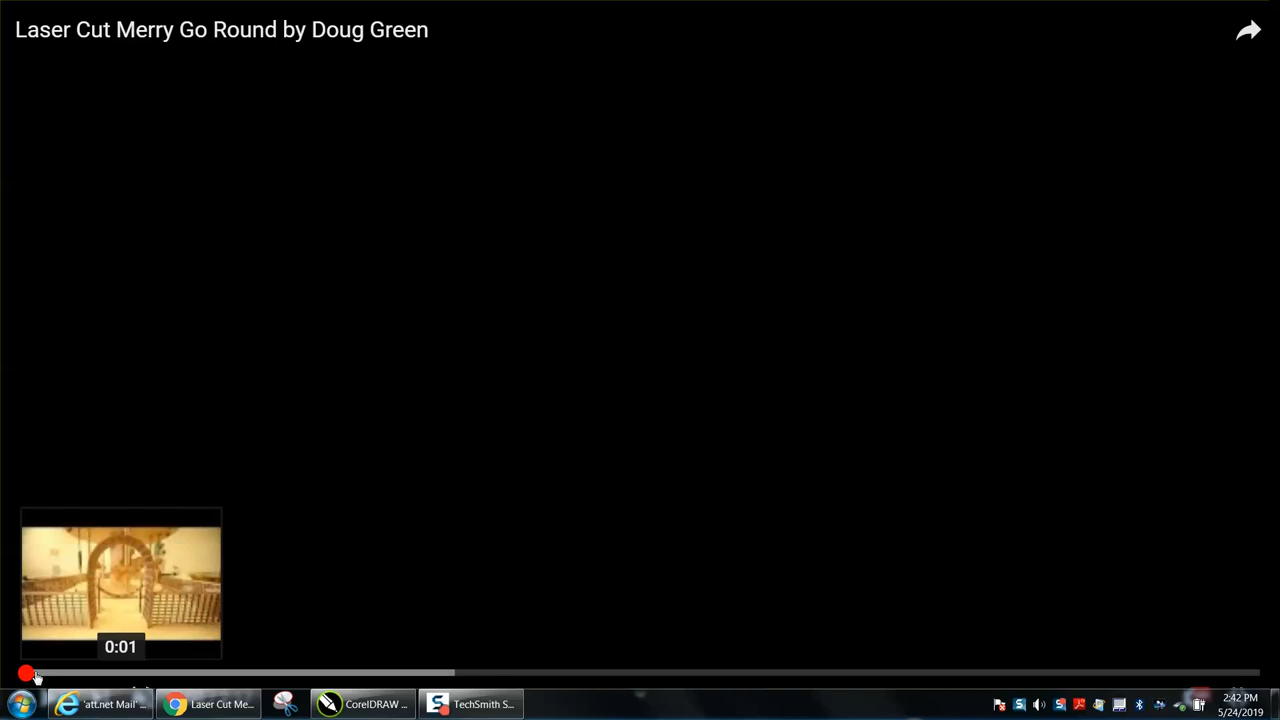 Laser Cut Merry Go Round by Doug Green
0:01
'att.net Mail' ...
Laser Cut Me...
CorelDRAW ...
TechSmith S...
2:42 PM
5/24/2019